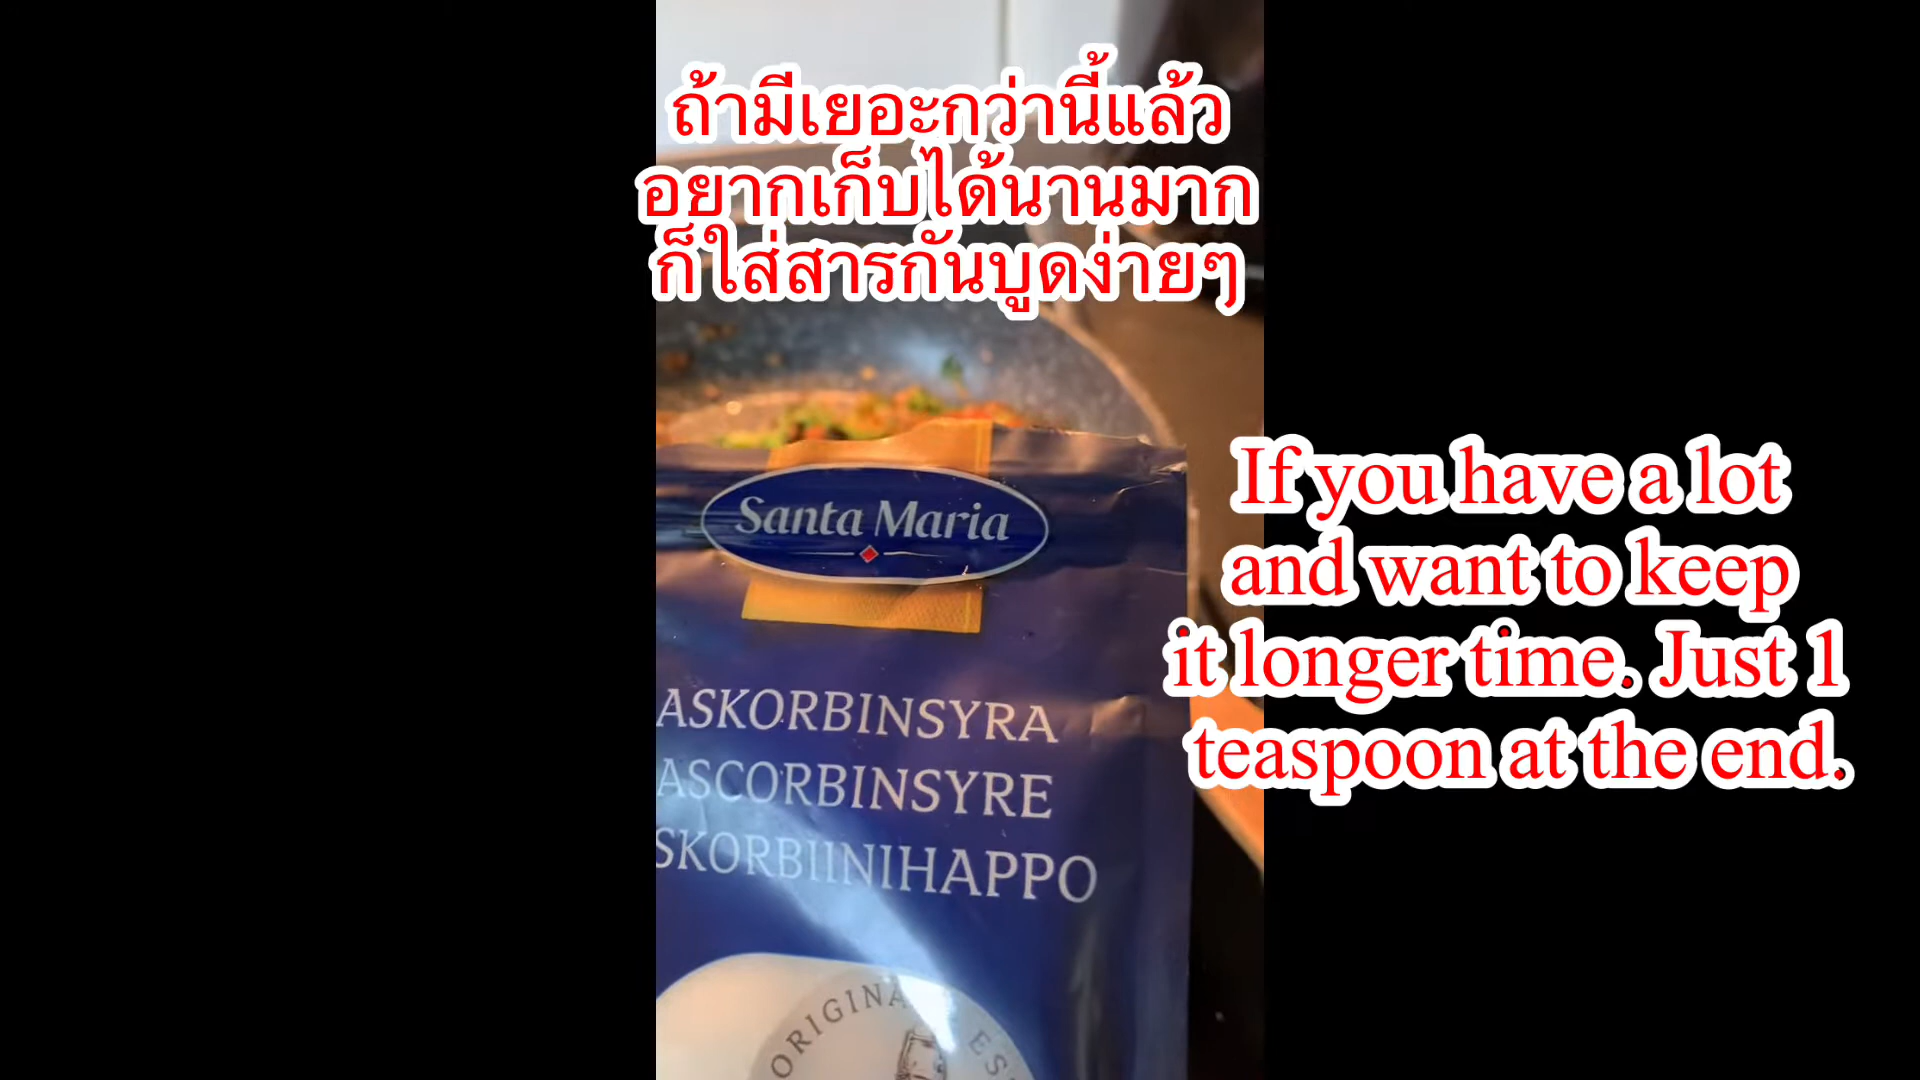 ถ้ามีเยอะกว่านี้แล้ว
อยากเก็บได้นานมาก
ก็ใส่สารกันบูดง่ายๆ
If you have a lot
and want to keep
it longer time. Just 1
teaspoon at the end.
Santa Maria
ASKORBINSYRA
ASCORBINSYRE
SKORBIINIHAPPO